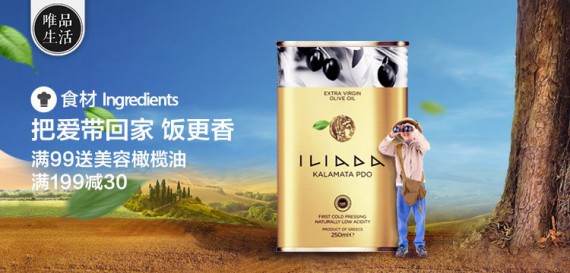 唯品
生活
食材 Ingredients
把爱带回家 饭更香
满99送美容橄榄油
满199减30
EXTRA VIRGIN
OLIVE OIL
ILIADA
KALAMATA PDO
FIRST COLD PRESSING
NATURALLY LOW ACIDITY
PRODUCT OF GREECE
250ml℮